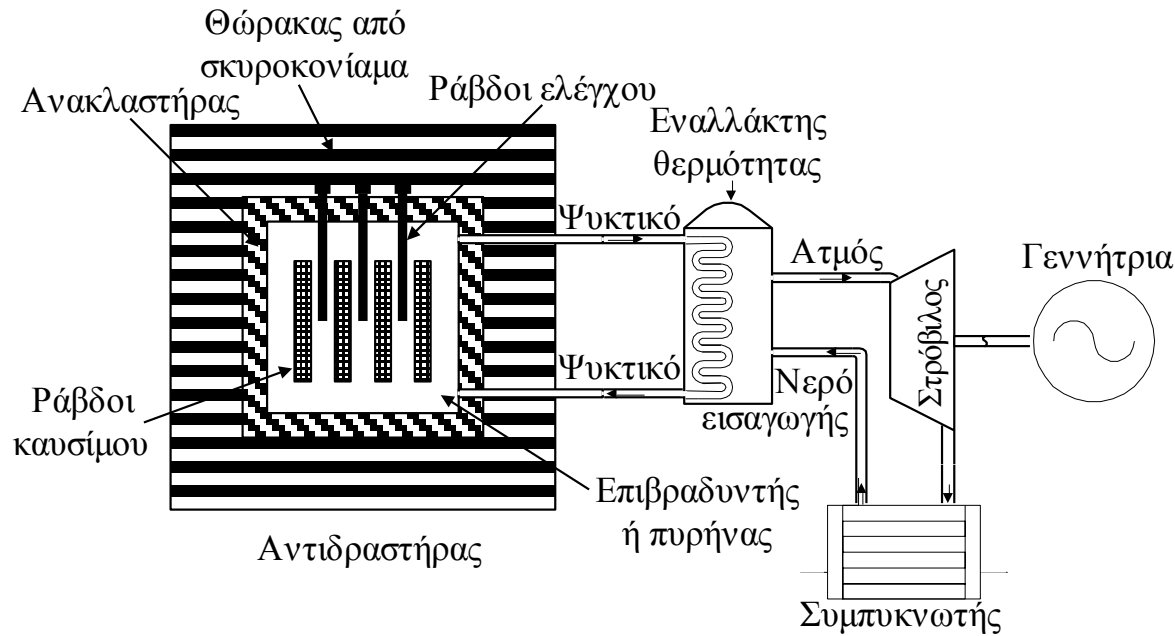 Θώρακας από
σκυροκονίαμα
Ανακλαστήρας
Ράβδοι ελέγχου
Εναλλάκτης
θερμότητας
Ψυκτικό
Ατμός
Γεννήτρια
Στρόβιλος
Ψυκτικό
Νερό
εισαγωγής
Ράβδοι
καυσίμου
Επιβραδυντής
ή πυρήνας
Αντιδραστήρας
Συμπυκνωτής